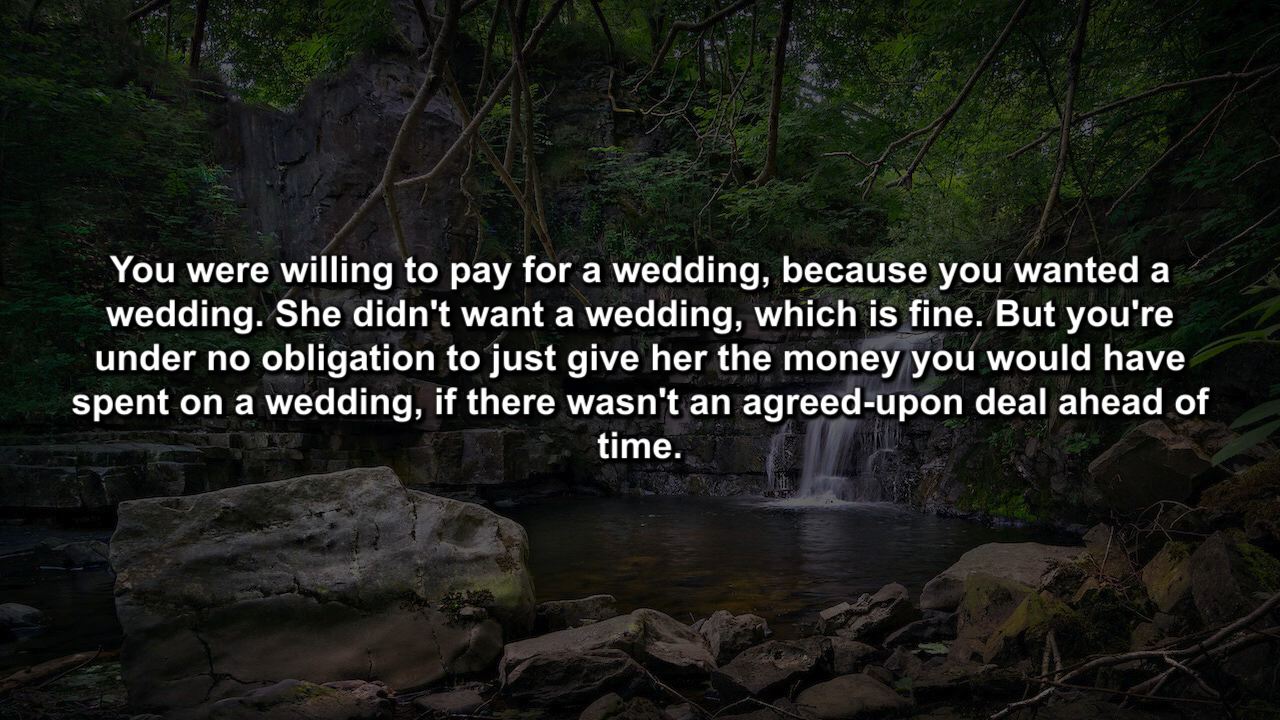 You were willing to pay for a wedding, because you wanted a
wedding. She didn't want a wedding, which is fine. But you're
under no obligation to just give her the money you would have
spent on a wedding, if there wasn't an agreed-upon deal ahead of
time.